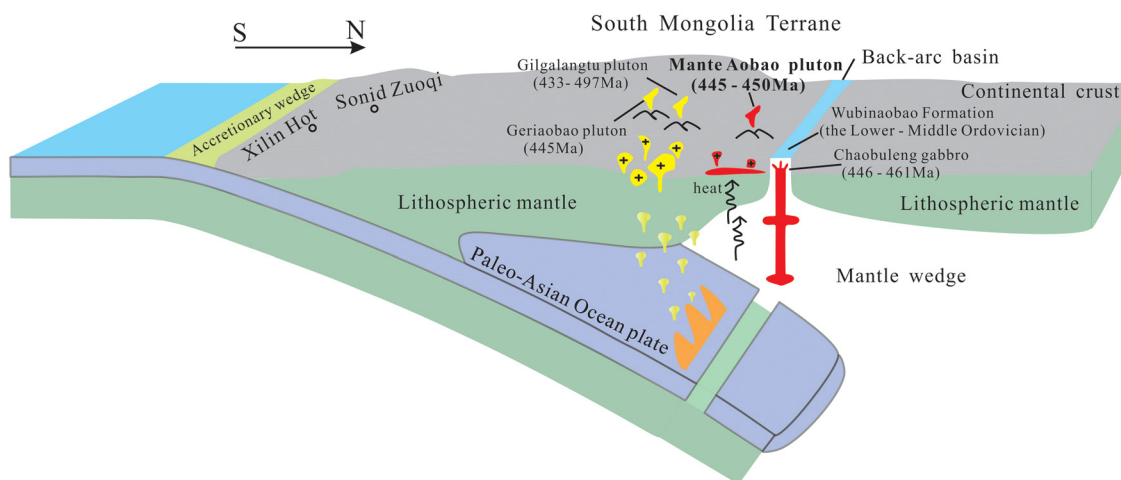 South Mongolia Terrane
S N
Gilgalangtu pluton
(433-497Ma)
Mante Aobao pluton
(445-450Ma)
Back-arc basin
Continental crust
Accretionary wedge
Xilin Hot
Sonid Zuoqi
Geriaobao pluton
(445Ma)
Wubinaobao Formation
(the Lower-Middle Ordovician)
Chaobuleng gabbro
(446-461Ma)
heat
Lithospheric mantle
Lithospheric mantle
Paleo-Asian Ocean plate
Mantle wedge